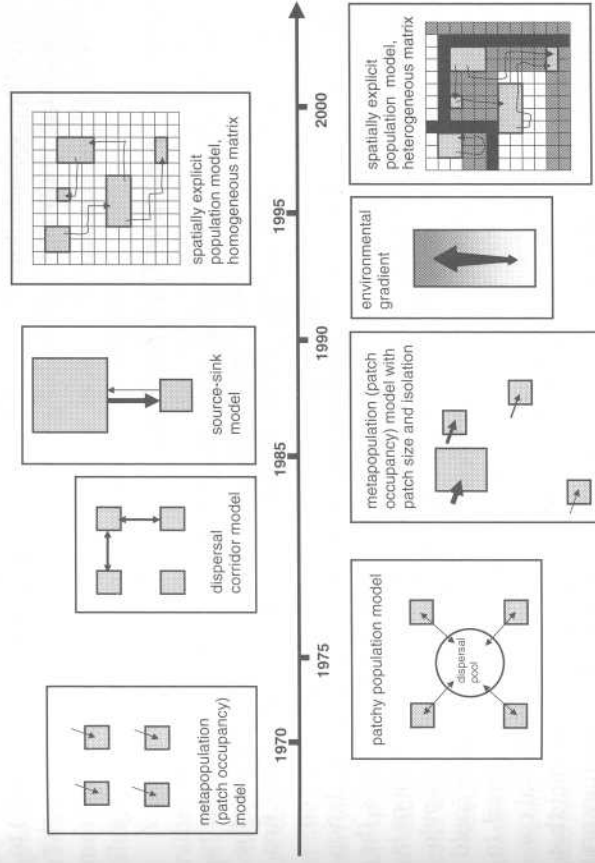 metapopulation
(patch occupancy)
model
dispersal
corridor model
source-sink
model
spatially explicit
population model,
homogeneous matrix
1970
1975
1985
1990
1995
2000
patchy population model
dispersal
pool
metapopulation (patch
occupancy) model with
patch size and isolation
environmental
gradient
spatially explicit
population model,
heterogeneous matrix